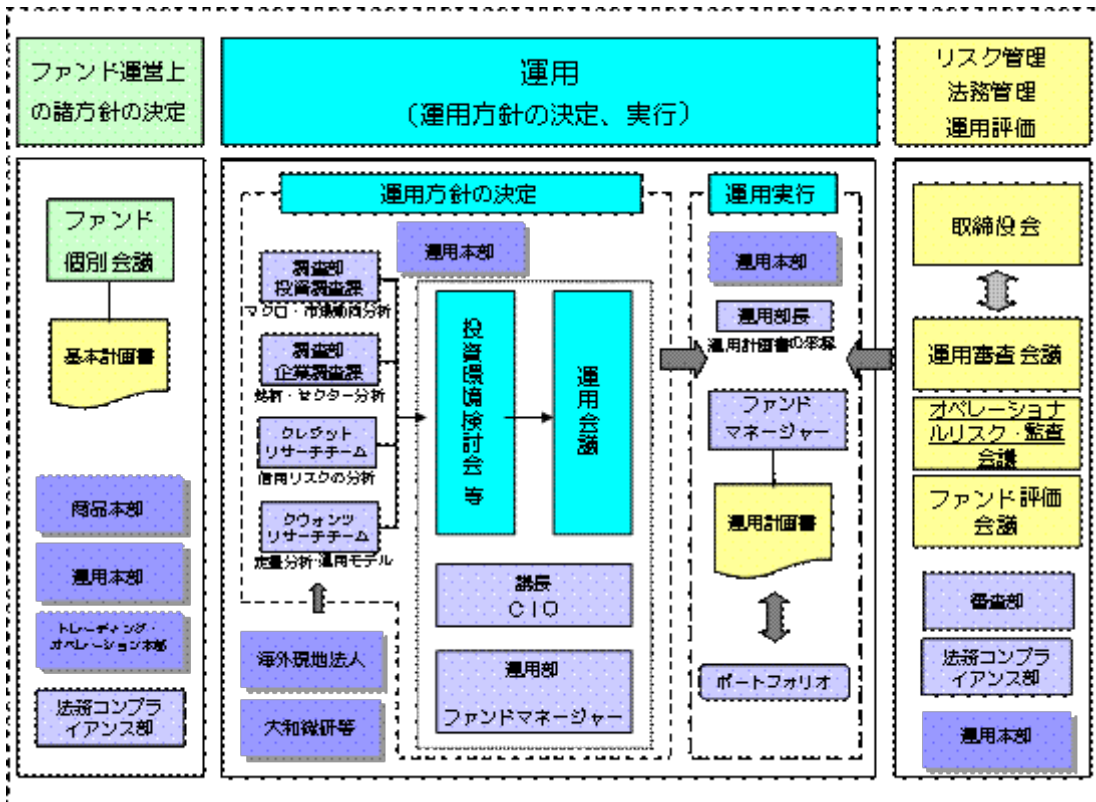 ファンド運営上
の諸方針の決定
運用
(運用方針の決定、実行)
リスク管理
法務管理
運用評価
ファンド
個別会議
基本計画書
商品本部
運用本部
トレーディング・
オペレーション本部
法務コンプラ
イアンス部
運用方針の決定
運用本部
調査部
投資調査課
マクロ・市場動向分析
調査部
企業調査課
銘柄・セクター分析
クレジット
リサーチチーム
信用リスクの分析
クウォンツ
リサーチチーム
定量分析・運用モデル
海外現地法人
大和総研等
投資環境検討会 等
運用会議
議長
CIO
運用部
ファンドマネージャー
運用実行
運用本部
運用部長
運用計画書の承認
ファンド
マネージャー
運用計画書
ポートフォリオ
取締役会
運用審査会議
オペレーショナ
ルリスク・監査
会議
ファンド評価
会議
審査部
法務コンプラ
イアンス部
運用本部